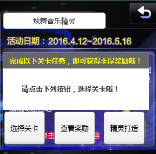 炫舞音乐精灵
活动日期：2016.4.12~2016.5.16
完成以下关卡任务，即可获得丰厚奖励哦！
请点击下列按钮，选择关卡哦！
选择关卡 查看奖励 精灵打造